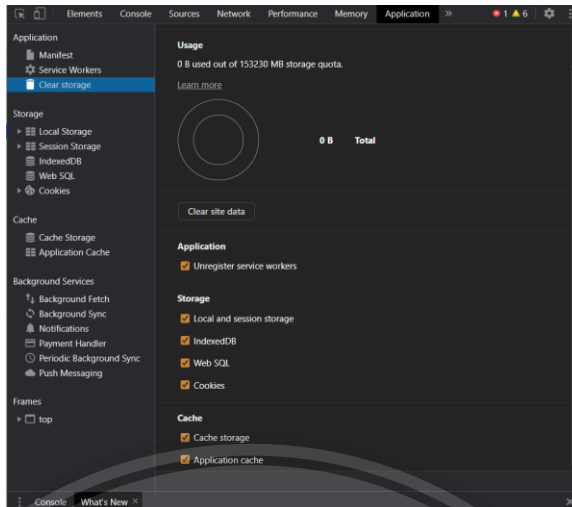 Elements Console Sources Network Performance Memory Application » 1 6
Application
Manifest
Service Workers
Clear storage
Storage
Local Storage
Session Storage
IndexedDB
Web SQL
Cookies
Cache
Cache Storage
Application Cache
Background Services
Background Fetch
Background Sync
Notifications
Payment Handler
Periodic Background Sync
Push Messaging
Frames
top
Usage
0 B used out of 153230 MB storage quota.
Learn more
0 B Total
Clear site data
Application
Unregister service workers
Storage
Local and session storage
IndexedDB
Web SQL
Cookies
Cache
Cache storage
Application cache
Console What's New ×